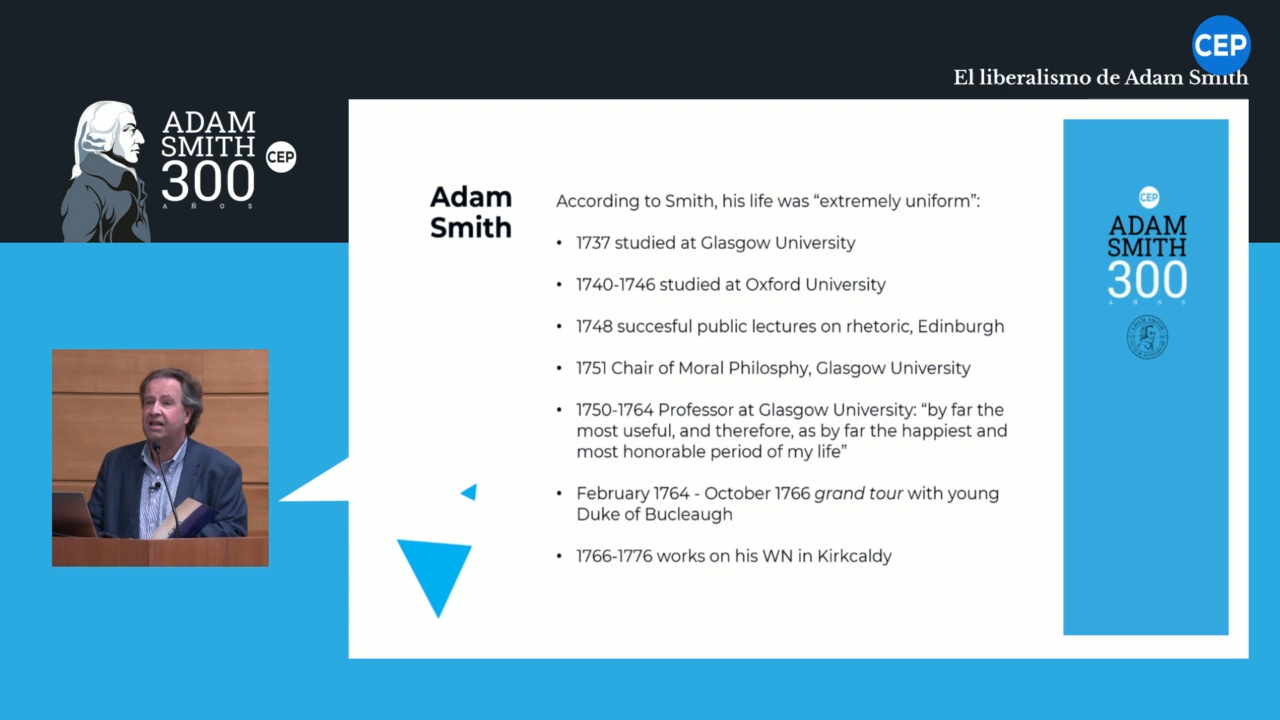 CEP
El liberalismo de Adam Smith
ADAM
SMITH
300
AÑOS
CEP
Adam
Smith
According to Smith, his life was “extremely uniform”:
• 1737 studied at Glasgow University
• 1740-1746 studied at Oxford University
• 1748 succesful public lectures on rhetoric, Edinburgh
• 1751 Chair of Moral Philosphy, Glasgow University
• 1750-1764 Professor at Glasgow University: “by far the
most useful, and therefore, as by far the happiest and
most honorable period of my life”
• February 1764 - October 1766 grand tour with young
Duke of Bucleaugh
• 1766-1776 works on his WN in Kirkcaldy
CEP
ADAM
SMITH
300
AÑOS